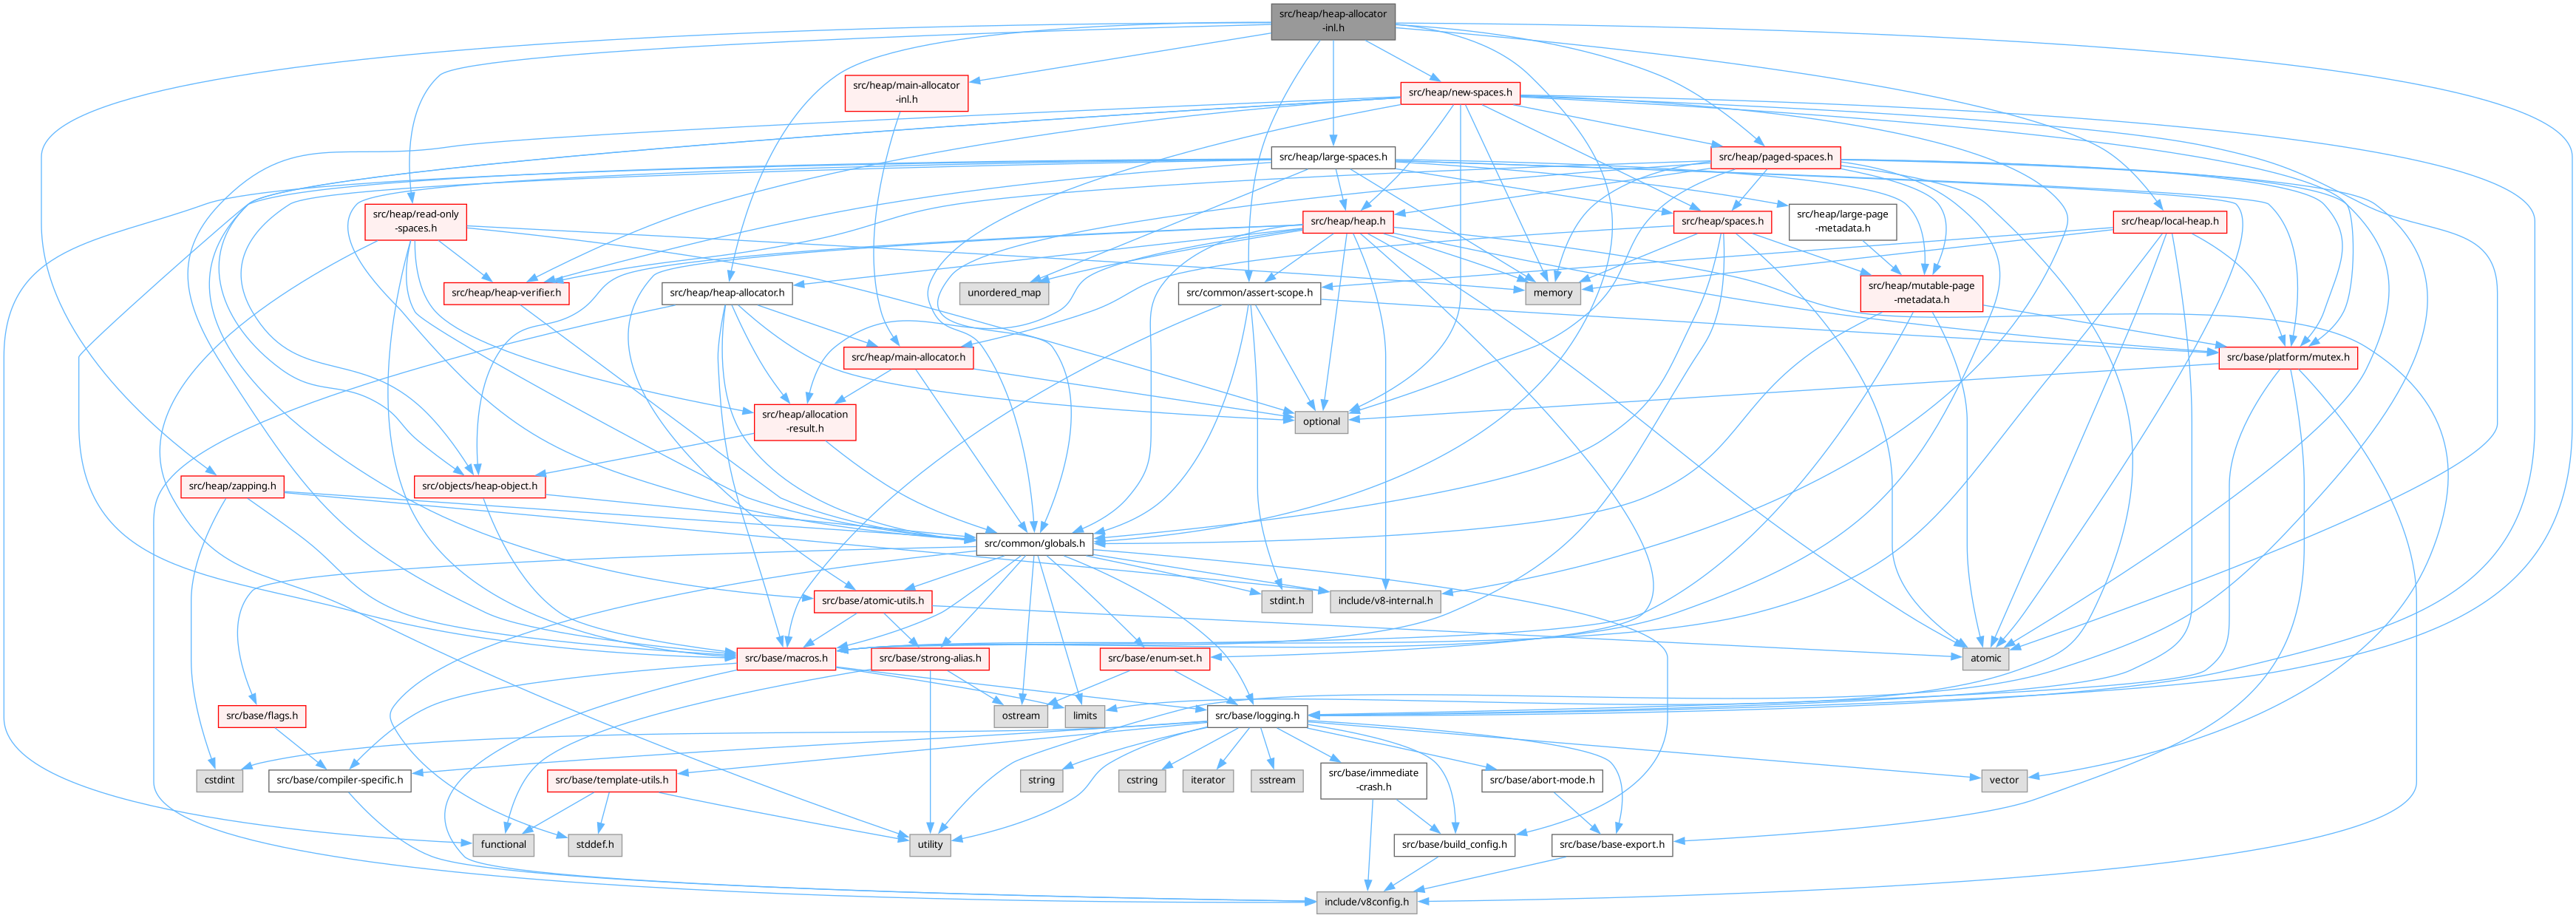 src/heap/heap-allocator
-inl.h
src/heap/main-allocator
-inl.h
src/heap/new-spaces.h
src/heap/large-spaces.h
src/heap/paged-spaces.h
src/heap/read-only
-spaces.h
src/heap/heap.h
src/heap/spaces.h
src/heap/large-page
-metadata.h
src/heap/local-heap.h
src/heap/heap-verifier.h
src/heap/heap-allocator.h
unordered_map
src/common/assert-scope.h
memory
src/heap/mutable-page
-metadata.h
src/heap/main-allocator.h
src/base/platform/mutex.h
src/heap/allocation
-result.h
optional
src/heap/zapping.h
src/objects/heap-object.h
src/common/globals.h
src/base/atomic-utils.h
stdint.h
include/v8-internal.h
src/base/macros.h
src/base/strong-alias.h
src/base/enum-set.h
atomic
src/base/flags.h
ostream
limits
src/base/logging.h
cstdint
src/base/compiler-specific.h
src/base/template-utils.h
string
cstring
iterator
sstream
src/base/immediate
-crash.h
src/base/abort-mode.h
vector
functional
stddef.h
utility
src/base/build_config.h
src/base/base-export.h
include/v8config.h